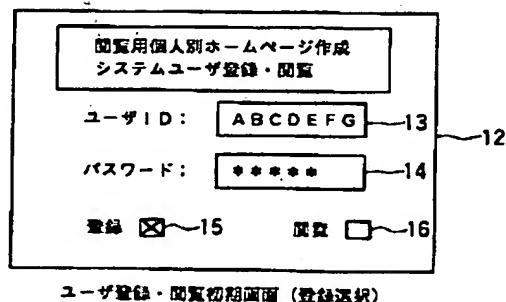 閲覧用個人別ホームページ作成
システムユーザ登録・閲覧
ユーザID： ABCDEFG 13
12
パスワード： ***** 14
登録 15 閲覧 16
ユーザ登録・閲覧初期画面（登録選択）